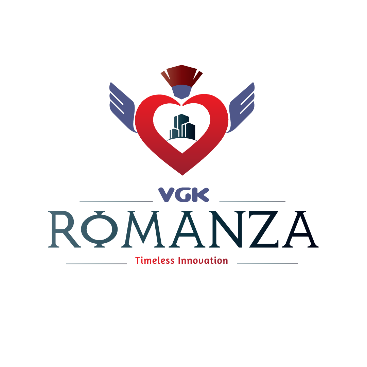 VGK
ROMANZA
Timeless Innovation